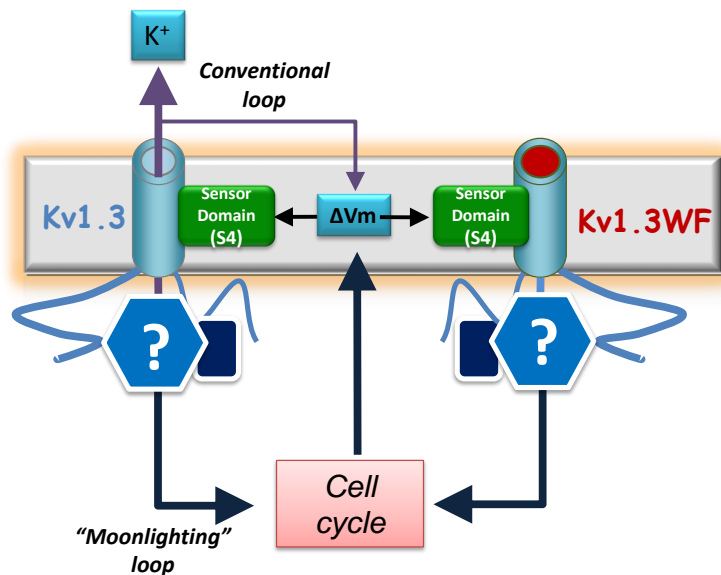 K⁺
Conventional
loop
Kv1.3
Sensor
Domain
(S4)
ΔVm
Sensor
Domain
(S4)
Kv1.3WF
?
?
Cell
cycle
“Moonlighting”
loop